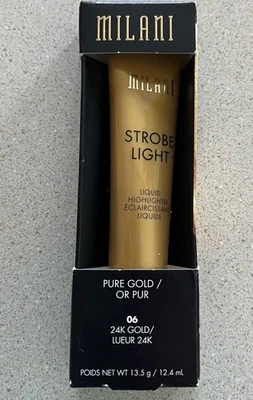 MILANI
MILANI
STROBE
LIGHT
LIQUID
HIGHLIGHTER
ÉCLAIRCISSANT
LIQUIDE
PURE GOLD /
OR PUR
06
24K GOLD/
LUEUR 24K
POIDS NET WT 13.5 g / 12.4 mL